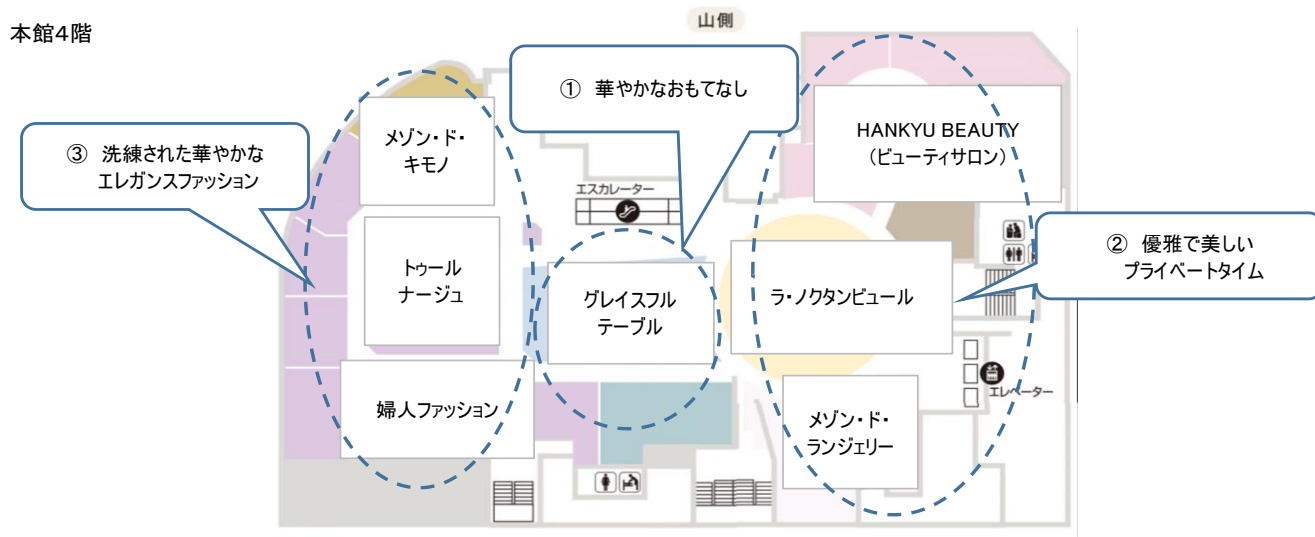 本館4階
山側
① 華やかなおもてなし
③ 洗練された華やかな
エレガンスファッション
メゾン・ド・
キモノ
エスカレーター
HANKYU BEAUTY
(ビューティサロン)
② 優雅で美しい
プライベートタイム
トゥール
ナージュ
グレイスフル
テーブル
ラ・ノクタンビュール
エレベーター
婦人ファッション
メゾン・ド・
ランジェリー